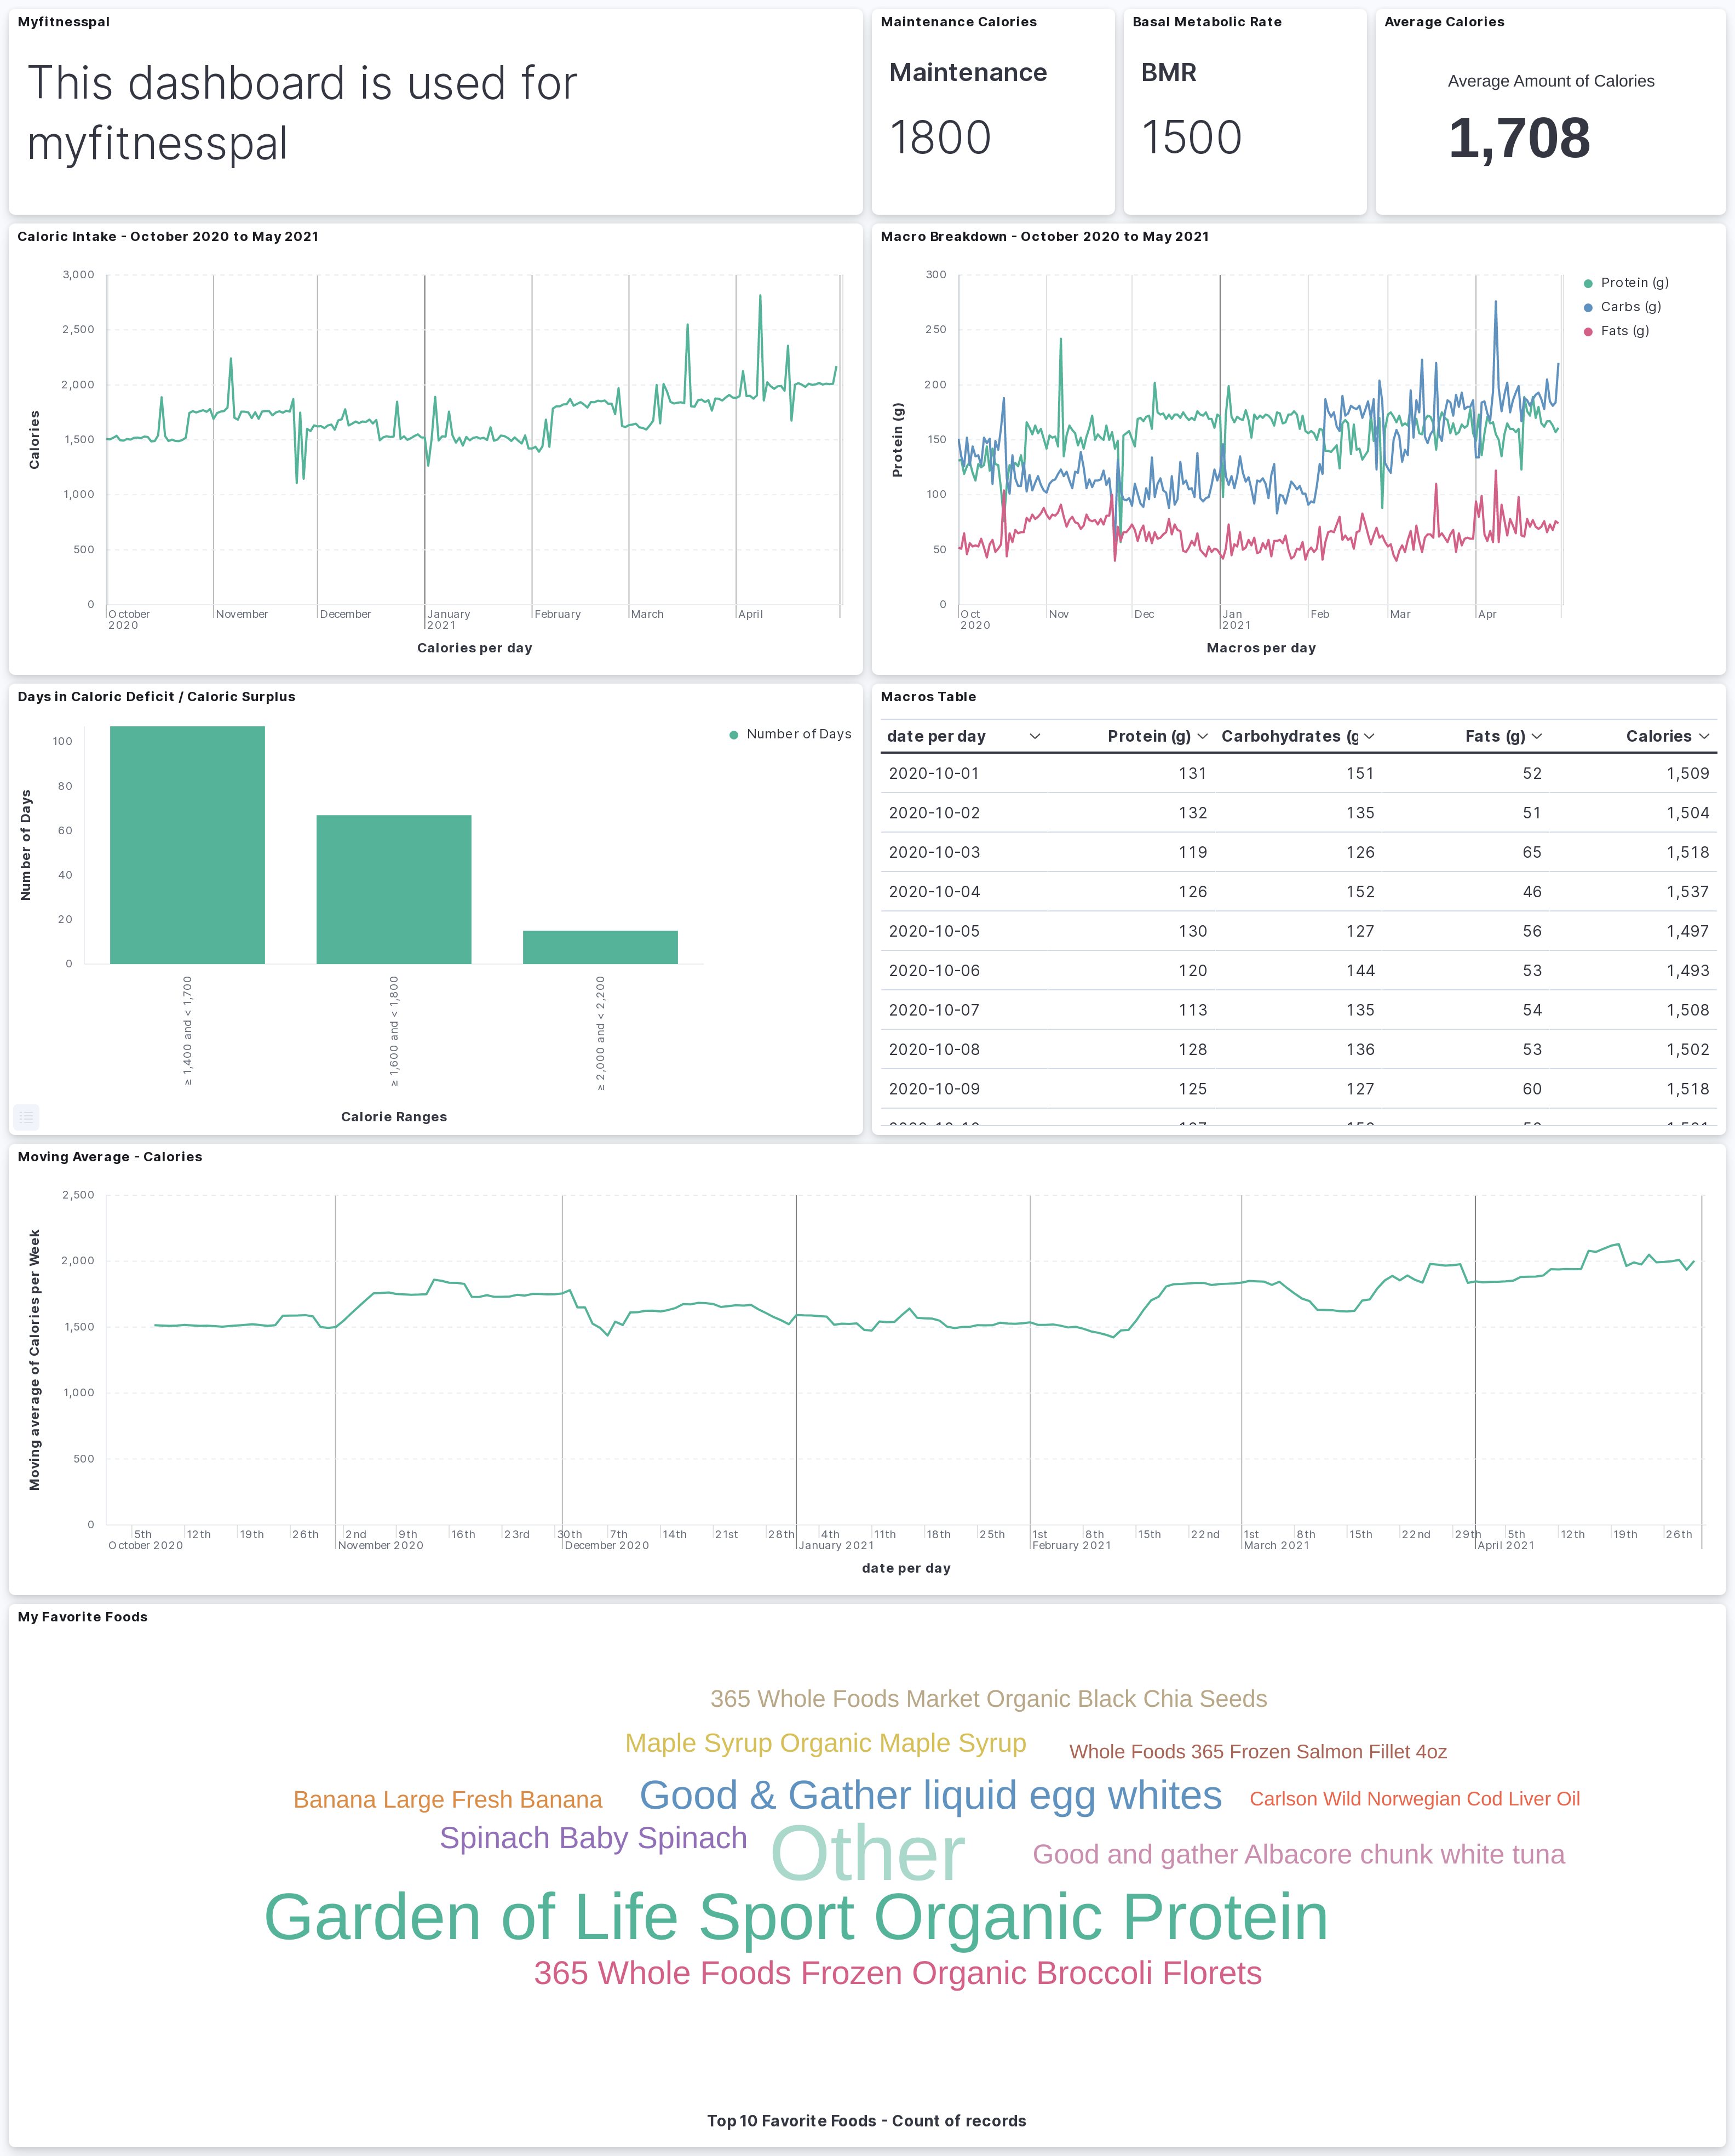 Myfitnesspal
This dashboard is used for
myfitnesspal
Maintenance Calories
Maintenance
1800
Basal Metabolic Rate
BMR
1500
Average Calories
Average Amount of Calories
1,708
Caloric Intake - October 2020 to May 2021
Calories
3,000
2,500
2,000
1,500
1,000
500
0
October November December January February March April
2020 2021
Calories per day
Macro Breakdown - October 2020 to May 2021
Protein (g)
300
250
200
150
100
50
0
Oct Nov Dec Jan Feb Mar Apr
2020 2021
Macros per day
Protein (g)
Carbs (g)
Fats (g)
Days in Caloric Deficit / Caloric Surplus
Number of Days
100
80
60
40
20
0
≥ 1,400 and < 1,700
≥ 1,600 and < 1,800
≥ 2,000 and < 2,200
Calorie Ranges
Number of Days
Macros Table
date per day Protein (g) Carbohydrates (g Fats (g) Calories
2020-10-01 131 151 52 1,509
2020-10-02 132 135 51 1,504
2020-10-03 119 126 65 1,518
2020-10-04 126 152 46 1,537
2020-10-05 130 127 56 1,497
2020-10-06 120 144 53 1,493
2020-10-07 113 135 54 1,508
2020-10-08 128 136 53 1,502
2020-10-09 125 127 60 1,518
Moving Average - Calories
Moving average of Calories per Week
2,500
2,000
1,500
1,000
500
0
5th 12th 19th 26th 2nd 9th 16th 23rd 30th 7th 14th 21st 28th 4th 11th 18th 25th 1st 8th 15th 22nd 1st 8th 15th 22nd 29th 5th 12th 19th 26th
October 2020 November 2020 December 2020 January 2021 February 2021 March 2021 April 2021
date per day
My Favorite Foods
365 Whole Foods Market Organic Black Chia Seeds
Maple Syrup Organic Maple Syrup
Whole Foods 365 Frozen Salmon Fillet 4oz
Banana Large Fresh Banana
Good & Gather liquid egg whites
Carlson Wild Norwegian Cod Liver Oil
Spinach Baby Spinach
Other
Good and gather Albacore chunk white tuna
Garden of Life Sport Organic Protein
365 Whole Foods Frozen Organic Broccoli Florets
Top 10 Favorite Foods - Count of records